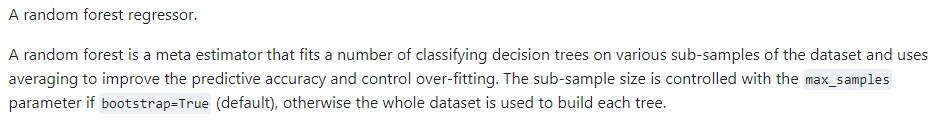 A random forest regressor.
A random forest is a meta estimator that fits a number of classifying decision trees on various sub-samples of the dataset and uses
averaging to improve the predictive accuracy and control over-fitting. The sub-sample size is controlled with the max_samples
parameter if bootstrap=True (default), otherwise the whole dataset is used to build each tree.